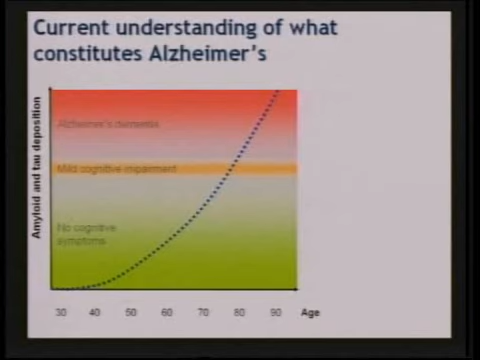 Current understanding of what
constitutes Alzheimer's
Amyloid and tau deposition
Alzheimer's dementia
Mild cognitive impairment
No cognitive
symptoms
30 40 50 60 70 80 90 Age